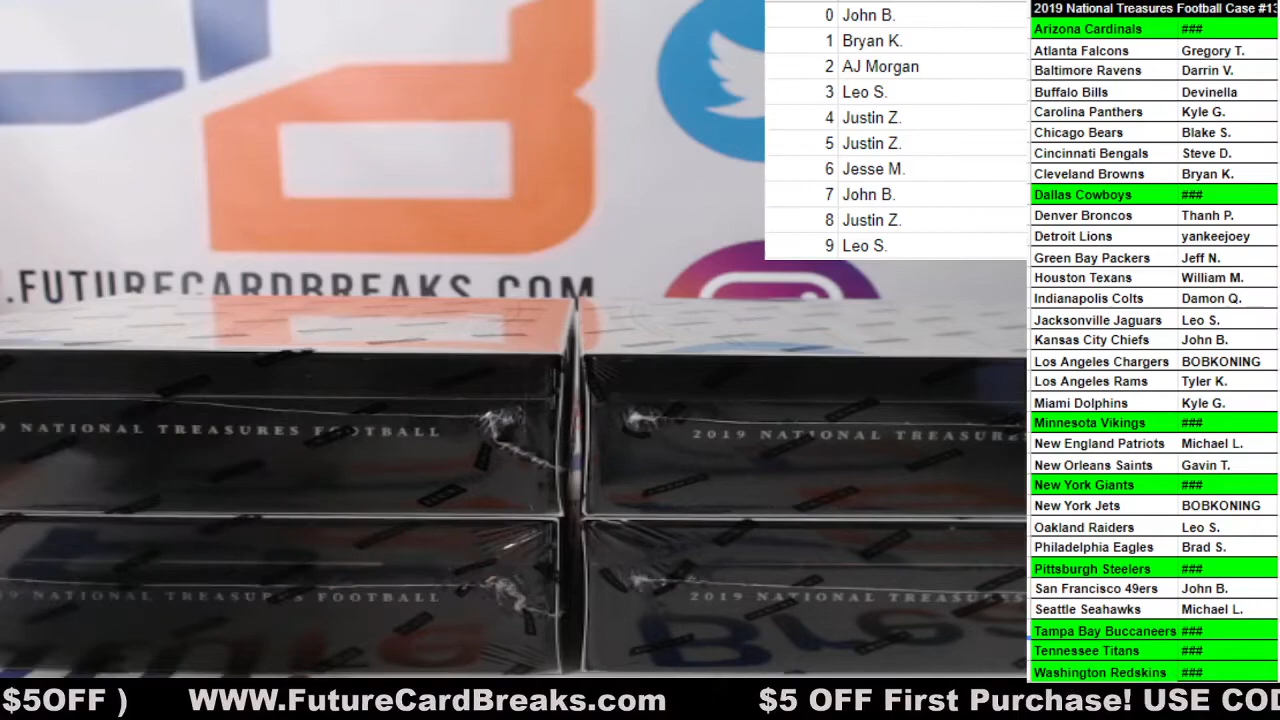 0 John B.
1 Bryan K.
2 AJ Morgan
3 Leo S.
4 Justin Z.
5 Justin Z.
6 Jesse M.
7 John B.
8 Justin Z.
9 Leo S.
2019 National Treasures Football Case #13
Arizona Cardinals ###
Atlanta Falcons Gregory T.
Baltimore Ravens Darrin V.
Buffalo Bills Devinella
Carolina Panthers Kyle G.
Chicago Bears Blake S.
Cincinnati Bengals Steve D.
Cleveland Browns Bryan K.
Dallas Cowboys ###
Denver Broncos Thanh P.
Detroit Lions yankeejoey
Green Bay Packers Jeff N.
Houston Texans William M.
Indianapolis Colts Damon Q.
Jacksonville Jaguars Leo S.
Kansas City Chiefs John B.
Los Angeles Chargers BOBKONING
Los Angeles Rams Tyler K.
Miami Dolphins Kyle G.
Minnesota Vikings ###
New England Patriots Michael L.
New Orleans Saints Gavin T.
New York Giants ###
New York Jets BOBKONING
Oakland Raiders Leo S.
Philadelphia Eagles Brad S.
Pittsburgh Steelers ###
San Francisco 49ers John B.
Seattle Seahawks Michael L.
Tampa Bay Buccaneers ###
Tennessee Titans ###
Washington Redskins ###
.FUTURECARDBREAKS.COM
NATIONAL TREASURES
2019 NATIONAL TREASURES
NATIONAL TREASURES
2019 NATIONAL TREASURES
$5OFF ) WWW.FutureCardBreaks.com $5 OFF First Purchase! USE COD